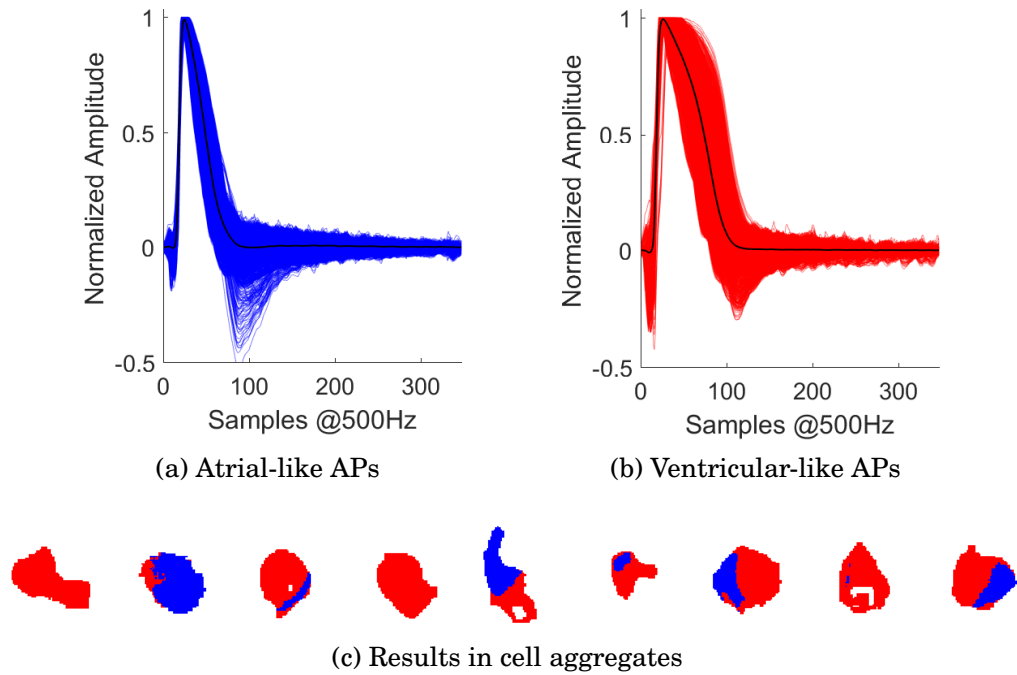 1
0.5
0
-0.5
Normalized Amplitude
0
100
200
300
Samples @500Hz
(a) Atrial-like APs
1
0.5
0
-0.5
Normalized Amplitude
0
100
200
300
Samples @500Hz
(b) Ventricular-like APs
(c) Results in cell aggregates